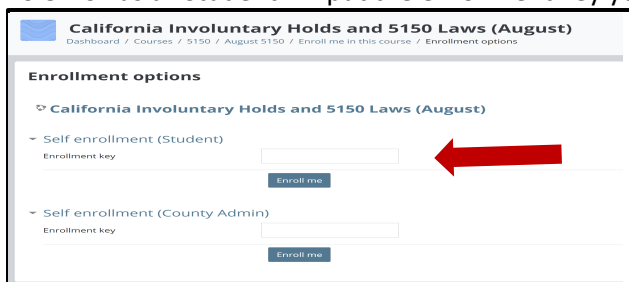 California Involuntary Holds and 5150 Laws (August)
Dashboard / Courses / 5150 / August 5150 / Enroll me in this course / Enrollment options
Enrollment options
California Involuntary Holds and 5150 Laws (August)
Self enrollment (Student)
Enrollment key
Enroll me
Self enrollment (County Admin)
Enrollment key
Enroll me